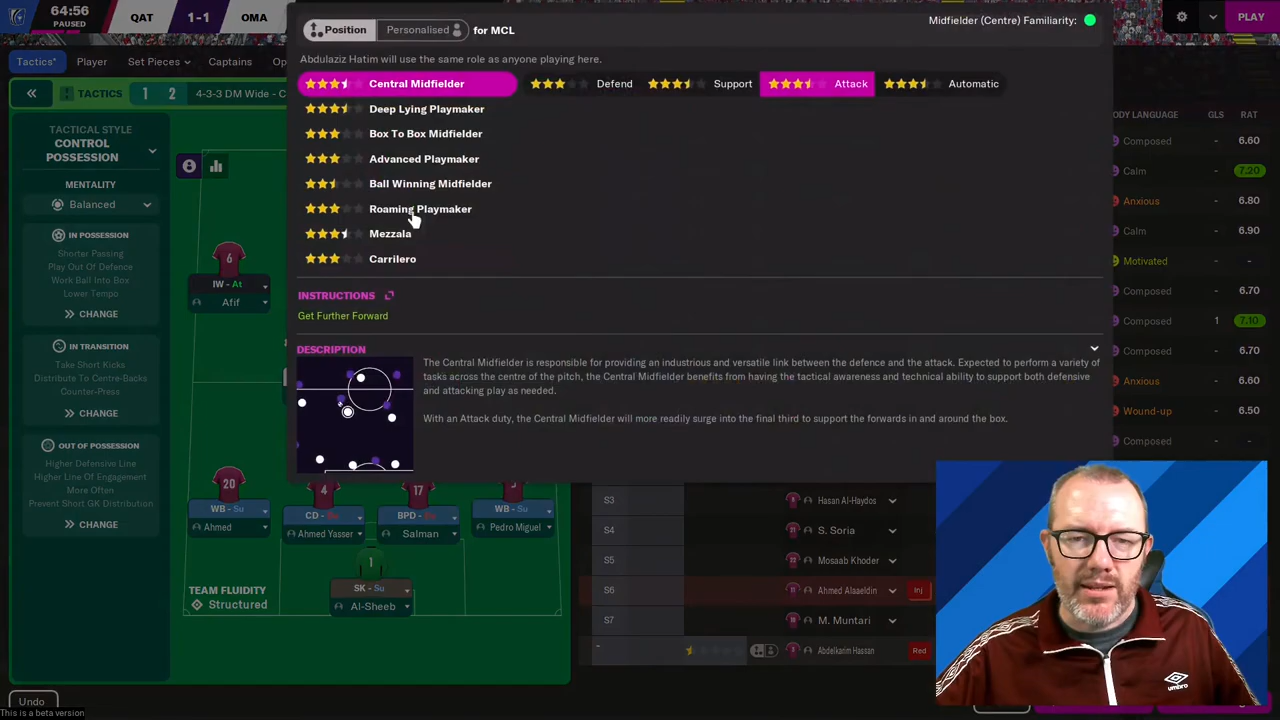 64:56
PAUSED
QAT
1-1
OMA
Position
Personalised
for MCL
Midfielder (Centre) Familiarity:
PLAY
Abdulaziz Hatim will use the same role as anyone playing here.
Tactics*
Player
Set Pieces
Captains
Central Midfielder
Defend
Support
Attack
Automatic
TACTICS
1
2
4-3-3 DM Wide - C
Deep Lying Playmaker
Box To Box Midfielder
Advanced Playmaker
Ball Winning Midfielder
Roaming Playmaker
Mezzala
Carrilero
TACTICAL STYLE
CONTROL
POSSESSION
MENTALITY
Balanced
IN POSSESSION
Shorter Passing
Play Out Of Defence
Work Ball Into Box
Lower Tempo
CHANGE
IN TRANSITION
Take Short Kicks
Distribute To Centre-Backs
Counter-Press
CHANGE
OUT OF POSSESSION
Higher Defensive Line
Higher Line of Engagement
More Often
Prevent Short GK Distribution
CHANGE
6
IW - At
Afif
INSTRUCTIONS
Get Further Forward
DESCRIPTION
The Central Midfielder is responsible for providing an industrious and versatile link between the defence and the attack. Expected to perform a variety of
tasks across the centre of the pitch, the Central Midfielder benefits from having the tactical awareness and technical ability to support both defensive
and attacking play as needed.
With an Attack duty, the Central Midfielder will more readily surge into the final third to support the forwards in and around the box.
ODY LANGUAGE
GLS
RAT
Composed
-
6.60
Calm
-
7.20
Anxious
-
6.80
Calm
-
6.90
Motivated
-
-
Composed
-
6.70
Composed
1
7.10
Composed
-
6.70
Anxious
-
6.60
Wound-up
-
6.50
Composed
-
-
20
4
17
WB - Su
Ahmed
CD -
Ahmed Yasser
BPD -
Salman
WB - Su
Pedro Miguel
1
SK - Su
Al-Sheeb
TEAM FLUIDITY
Structured
S3
Hasan Al-Haydos
S4
S. Soria
S5
Mosaab Khoder
S6
Ahmed Alaaeldin
Inj
S7
M. Muntari
-
Abdelkarim Hassan
Red
umbro
Undo
This is a beta version